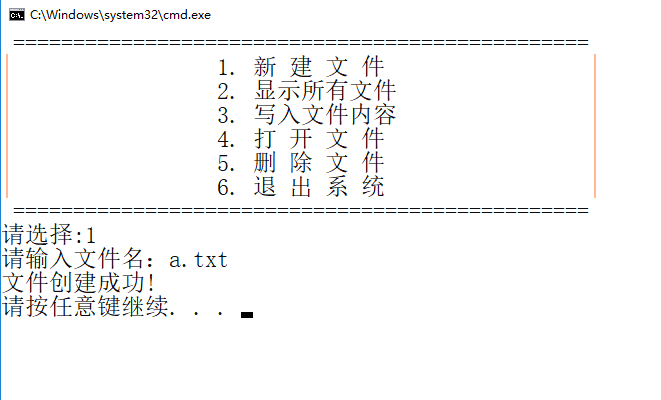 C:\Windows\system32\cmd.exe
================================================
1. 新 建 文 件
2. 显示所有文件
3. 写入文件内容
4. 打 开 文 件
5. 删 除 文 件
6. 退 出 系 统
================================================
请选择:1
请输入文件名：a.txt
文件创建成功!
请按任意键继续. . .